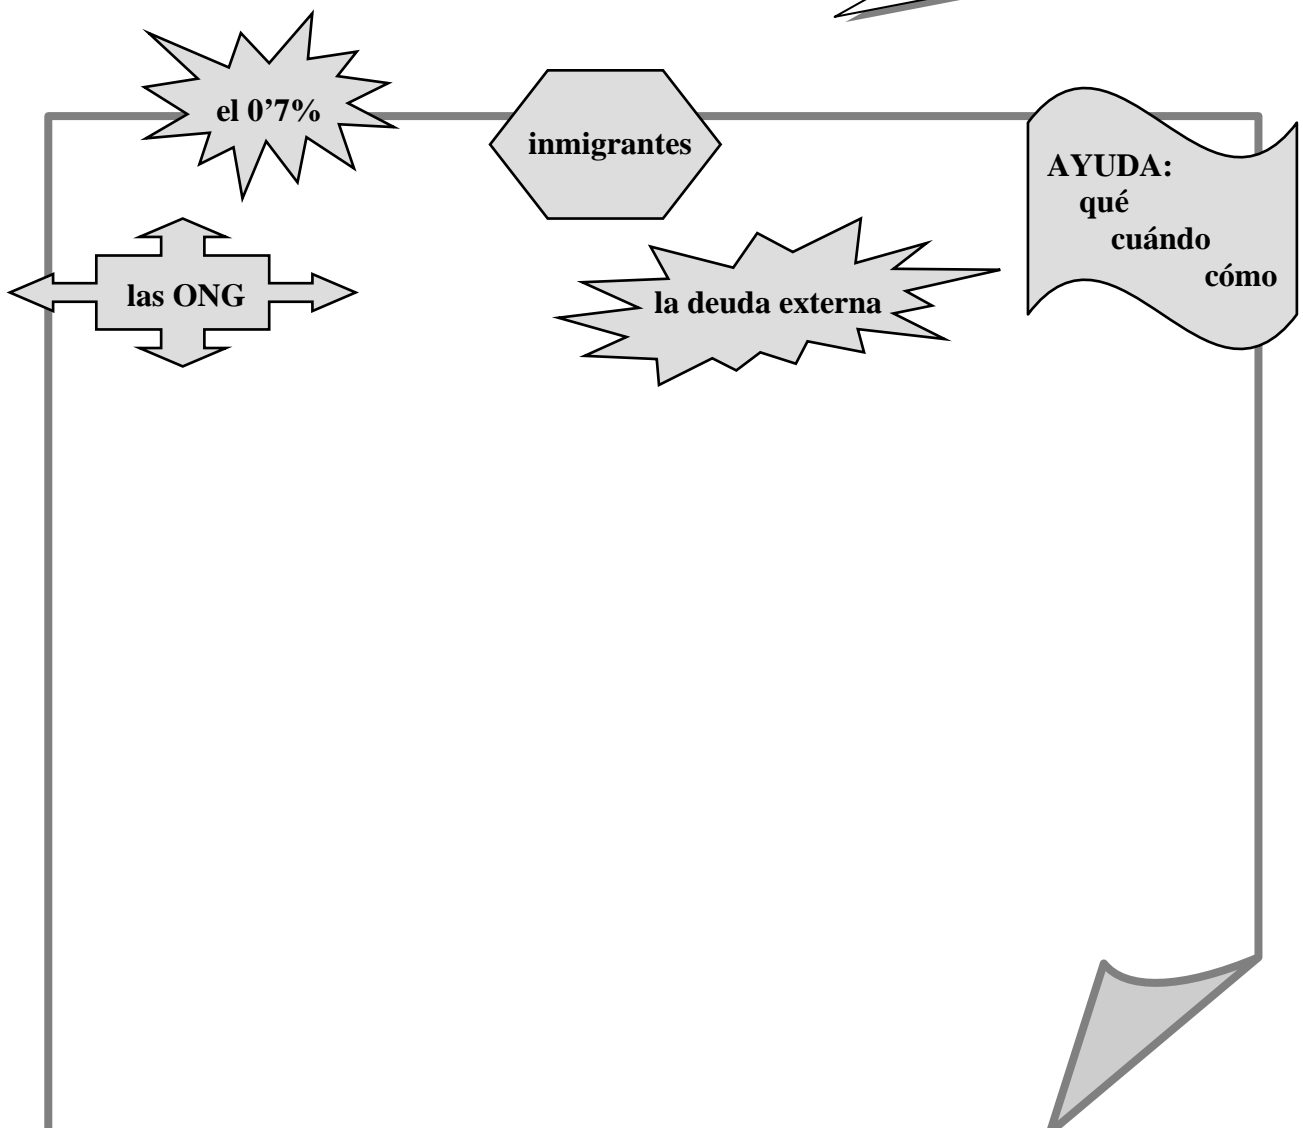 el 0’7%
inmigrantes
AYUDA:
qué
cuándo
cómo
las ONG
la deuda externa